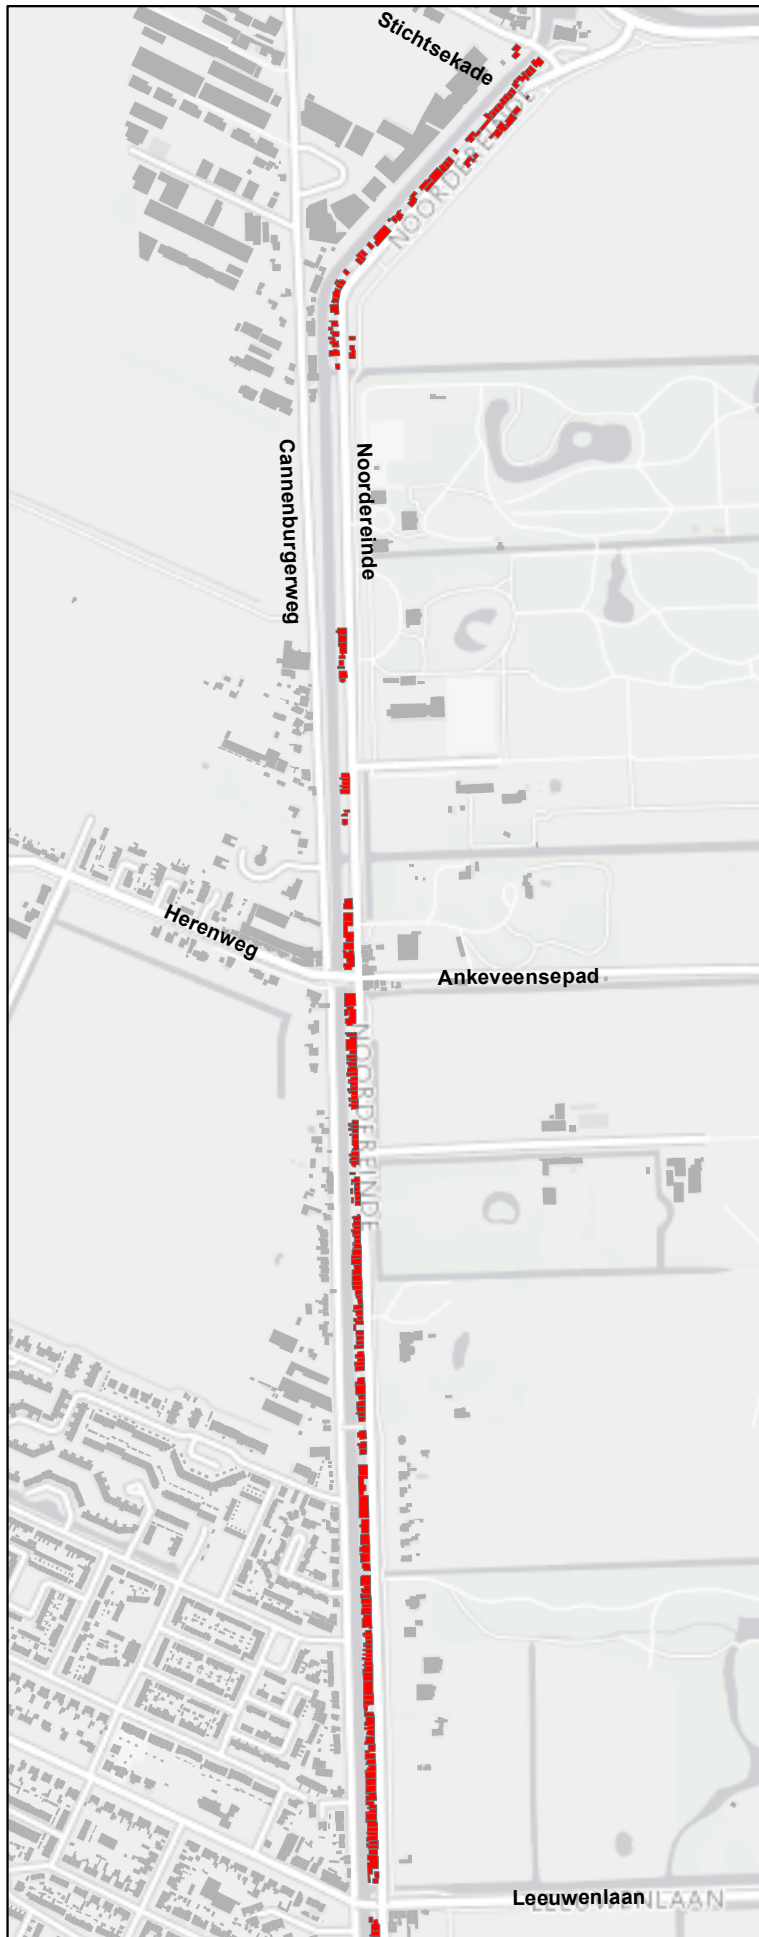 Stichtsekade
NOORDEREINDE
Cannenburgerweg
Noordereinde
Herenweg
Ankeveensepad
NOORDEREINDE
Leeuwenlaan
LEEUWENLAAN